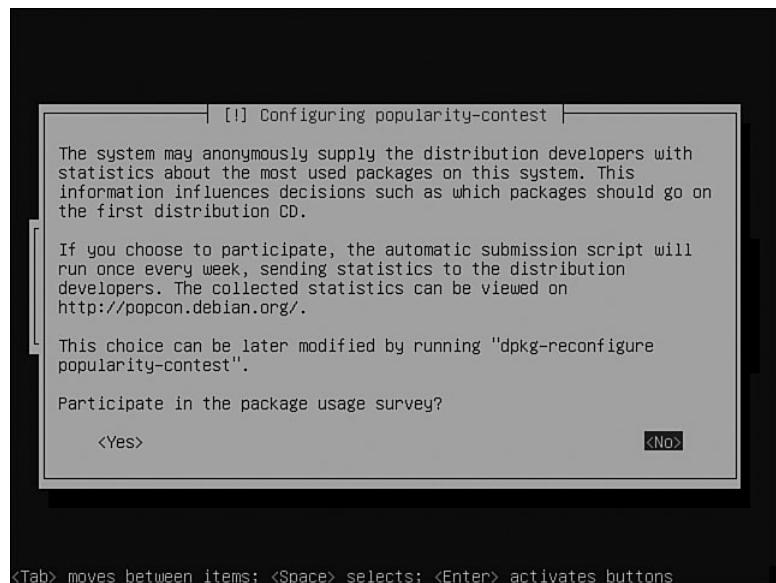 [!] Configuring popularity-contest
The system may anonymously supply the distribution developers with
statistics about the most used packages on this system. This
information influences decisions such as which packages should go on
the first distribution CD.
If you choose to participate, the automatic submission script will
run once every week, sending statistics to the distribution
developers. The collected statistics can be viewed on
http://popcon.debian.org/.
This choice can be later modified by running "dpkg-reconfigure
popularity-contest".
Participate in the package usage survey?
<Yes> <No>
<Tab> moves between items; <Space> selects; <Enter> activates buttons